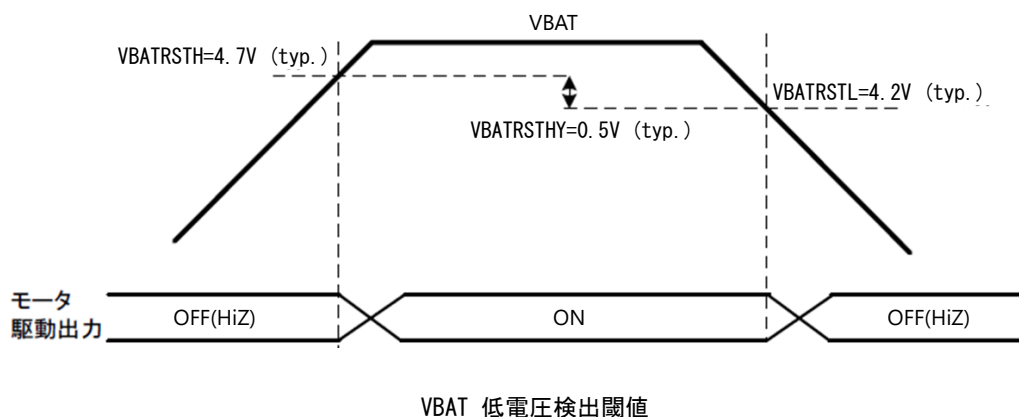 VBAT
VBATRSTH=4.7V (typ.)
VBATRSTL=4.2V (typ.)
VBATRSTHY=0.5V (typ.)
モータ
駆動出力
OFF(HiZ)
ON
OFF(HiZ)
VBAT 低電圧検出閾値